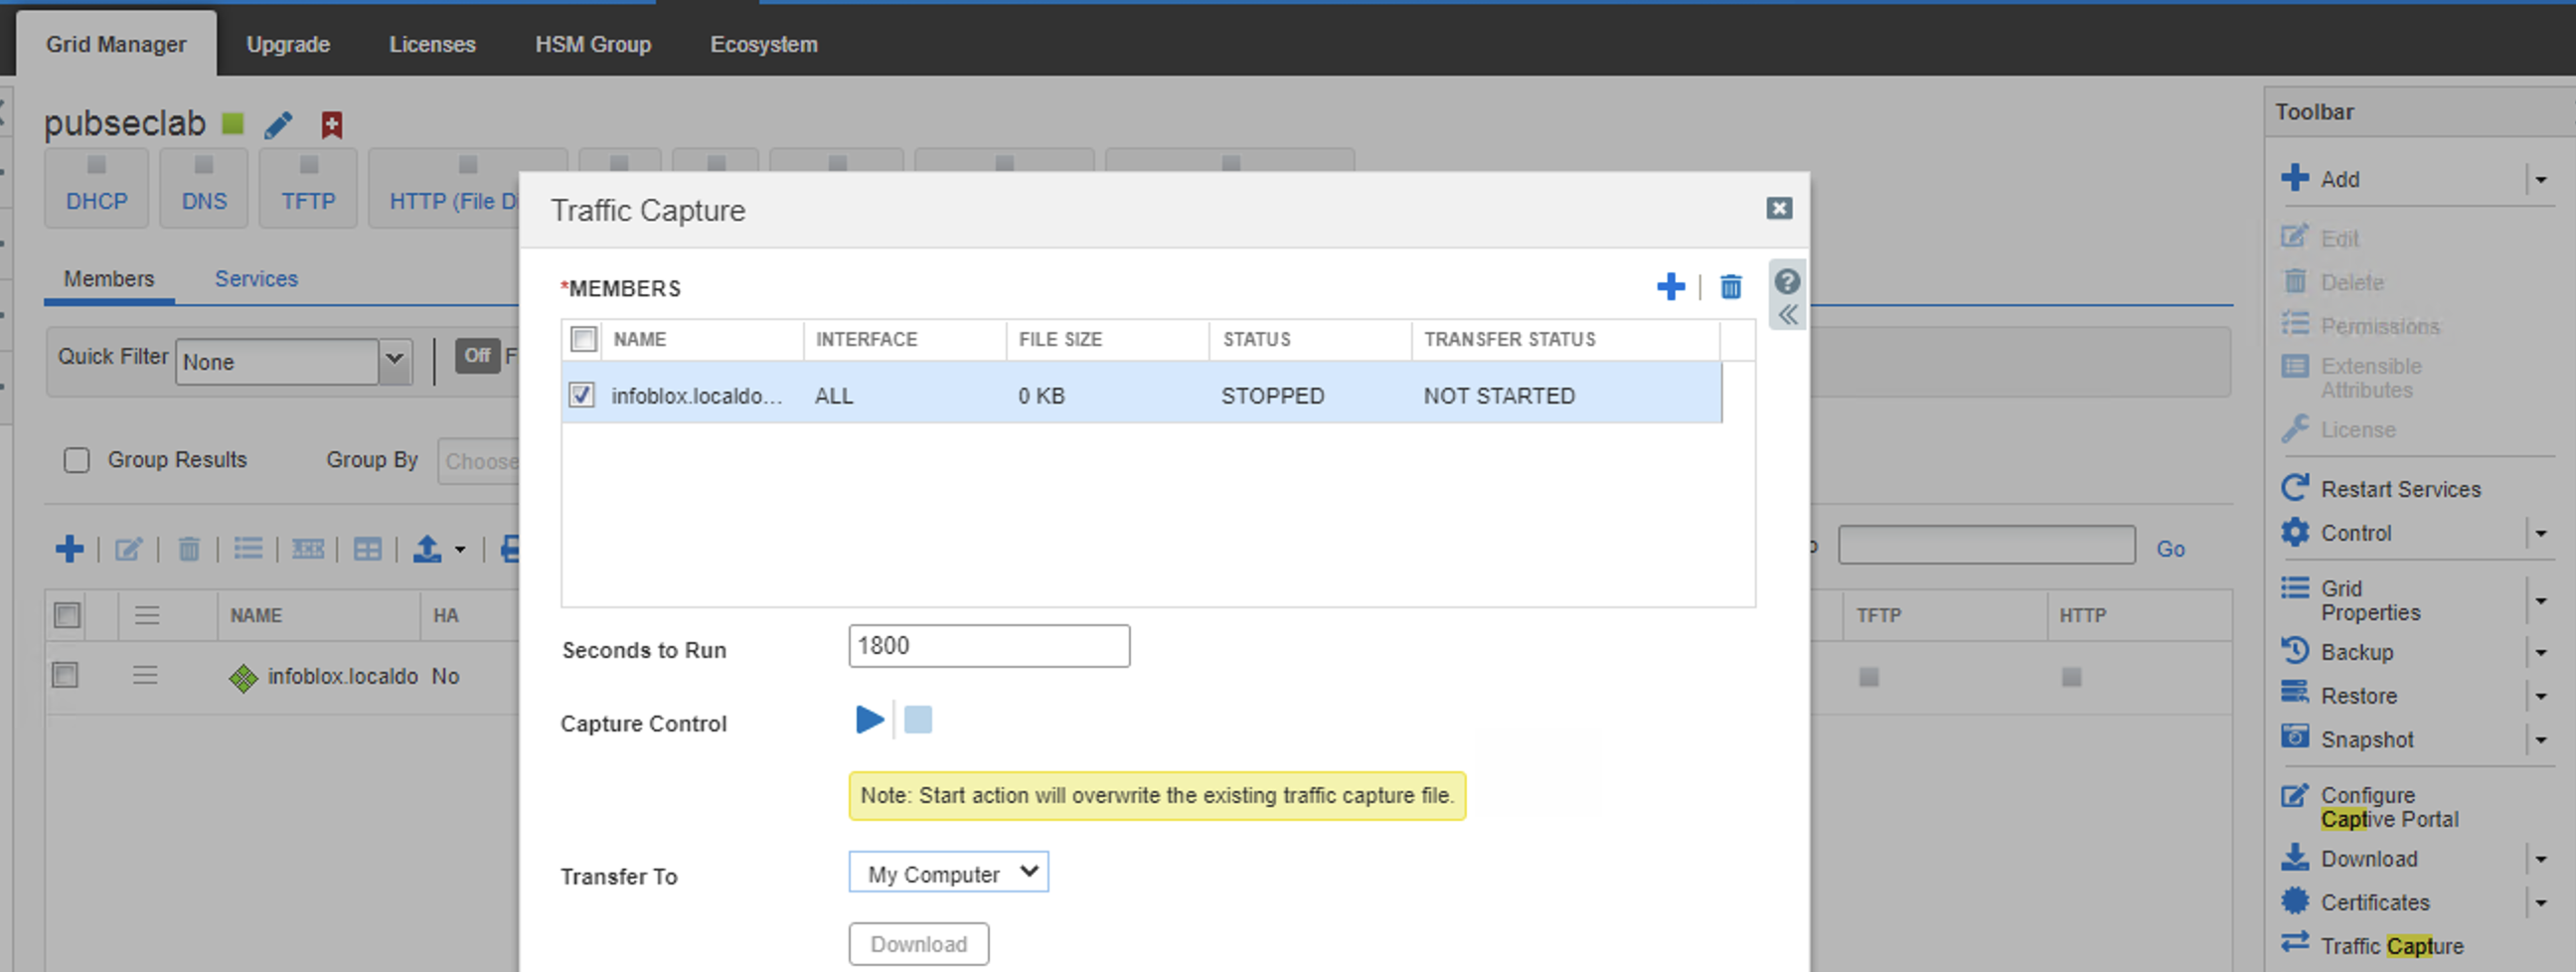 Grid Manager Upgrade Licenses HSM Group Ecosystem
pubseclab
DHCP DNS TFTP HTTP (File Di
Members Services
Quick Filter None Off F
Group Results Group By Choose
NAME HA
infoblox.localdo No
Traffic Capture
*MEMBERS
NAME INTERFACE FILE SIZE STATUS TRANSFER STATUS
infoblox.localdo... ALL 0 KB STOPPED NOT STARTED
Seconds to Run 1800
Capture Control
Note: Start action will overwrite the existing traffic capture file.
Transfer To My Computer
Download
Go
TFTP HTTP
Toolbar
Add
Edit
Delete
Permissions
Extensible
Attributes
License
Restart Services
Control
Grid
Properties
Backup
Restore
Snapshot
Configure
Captive Portal
Download
Certificates
Traffic Capture